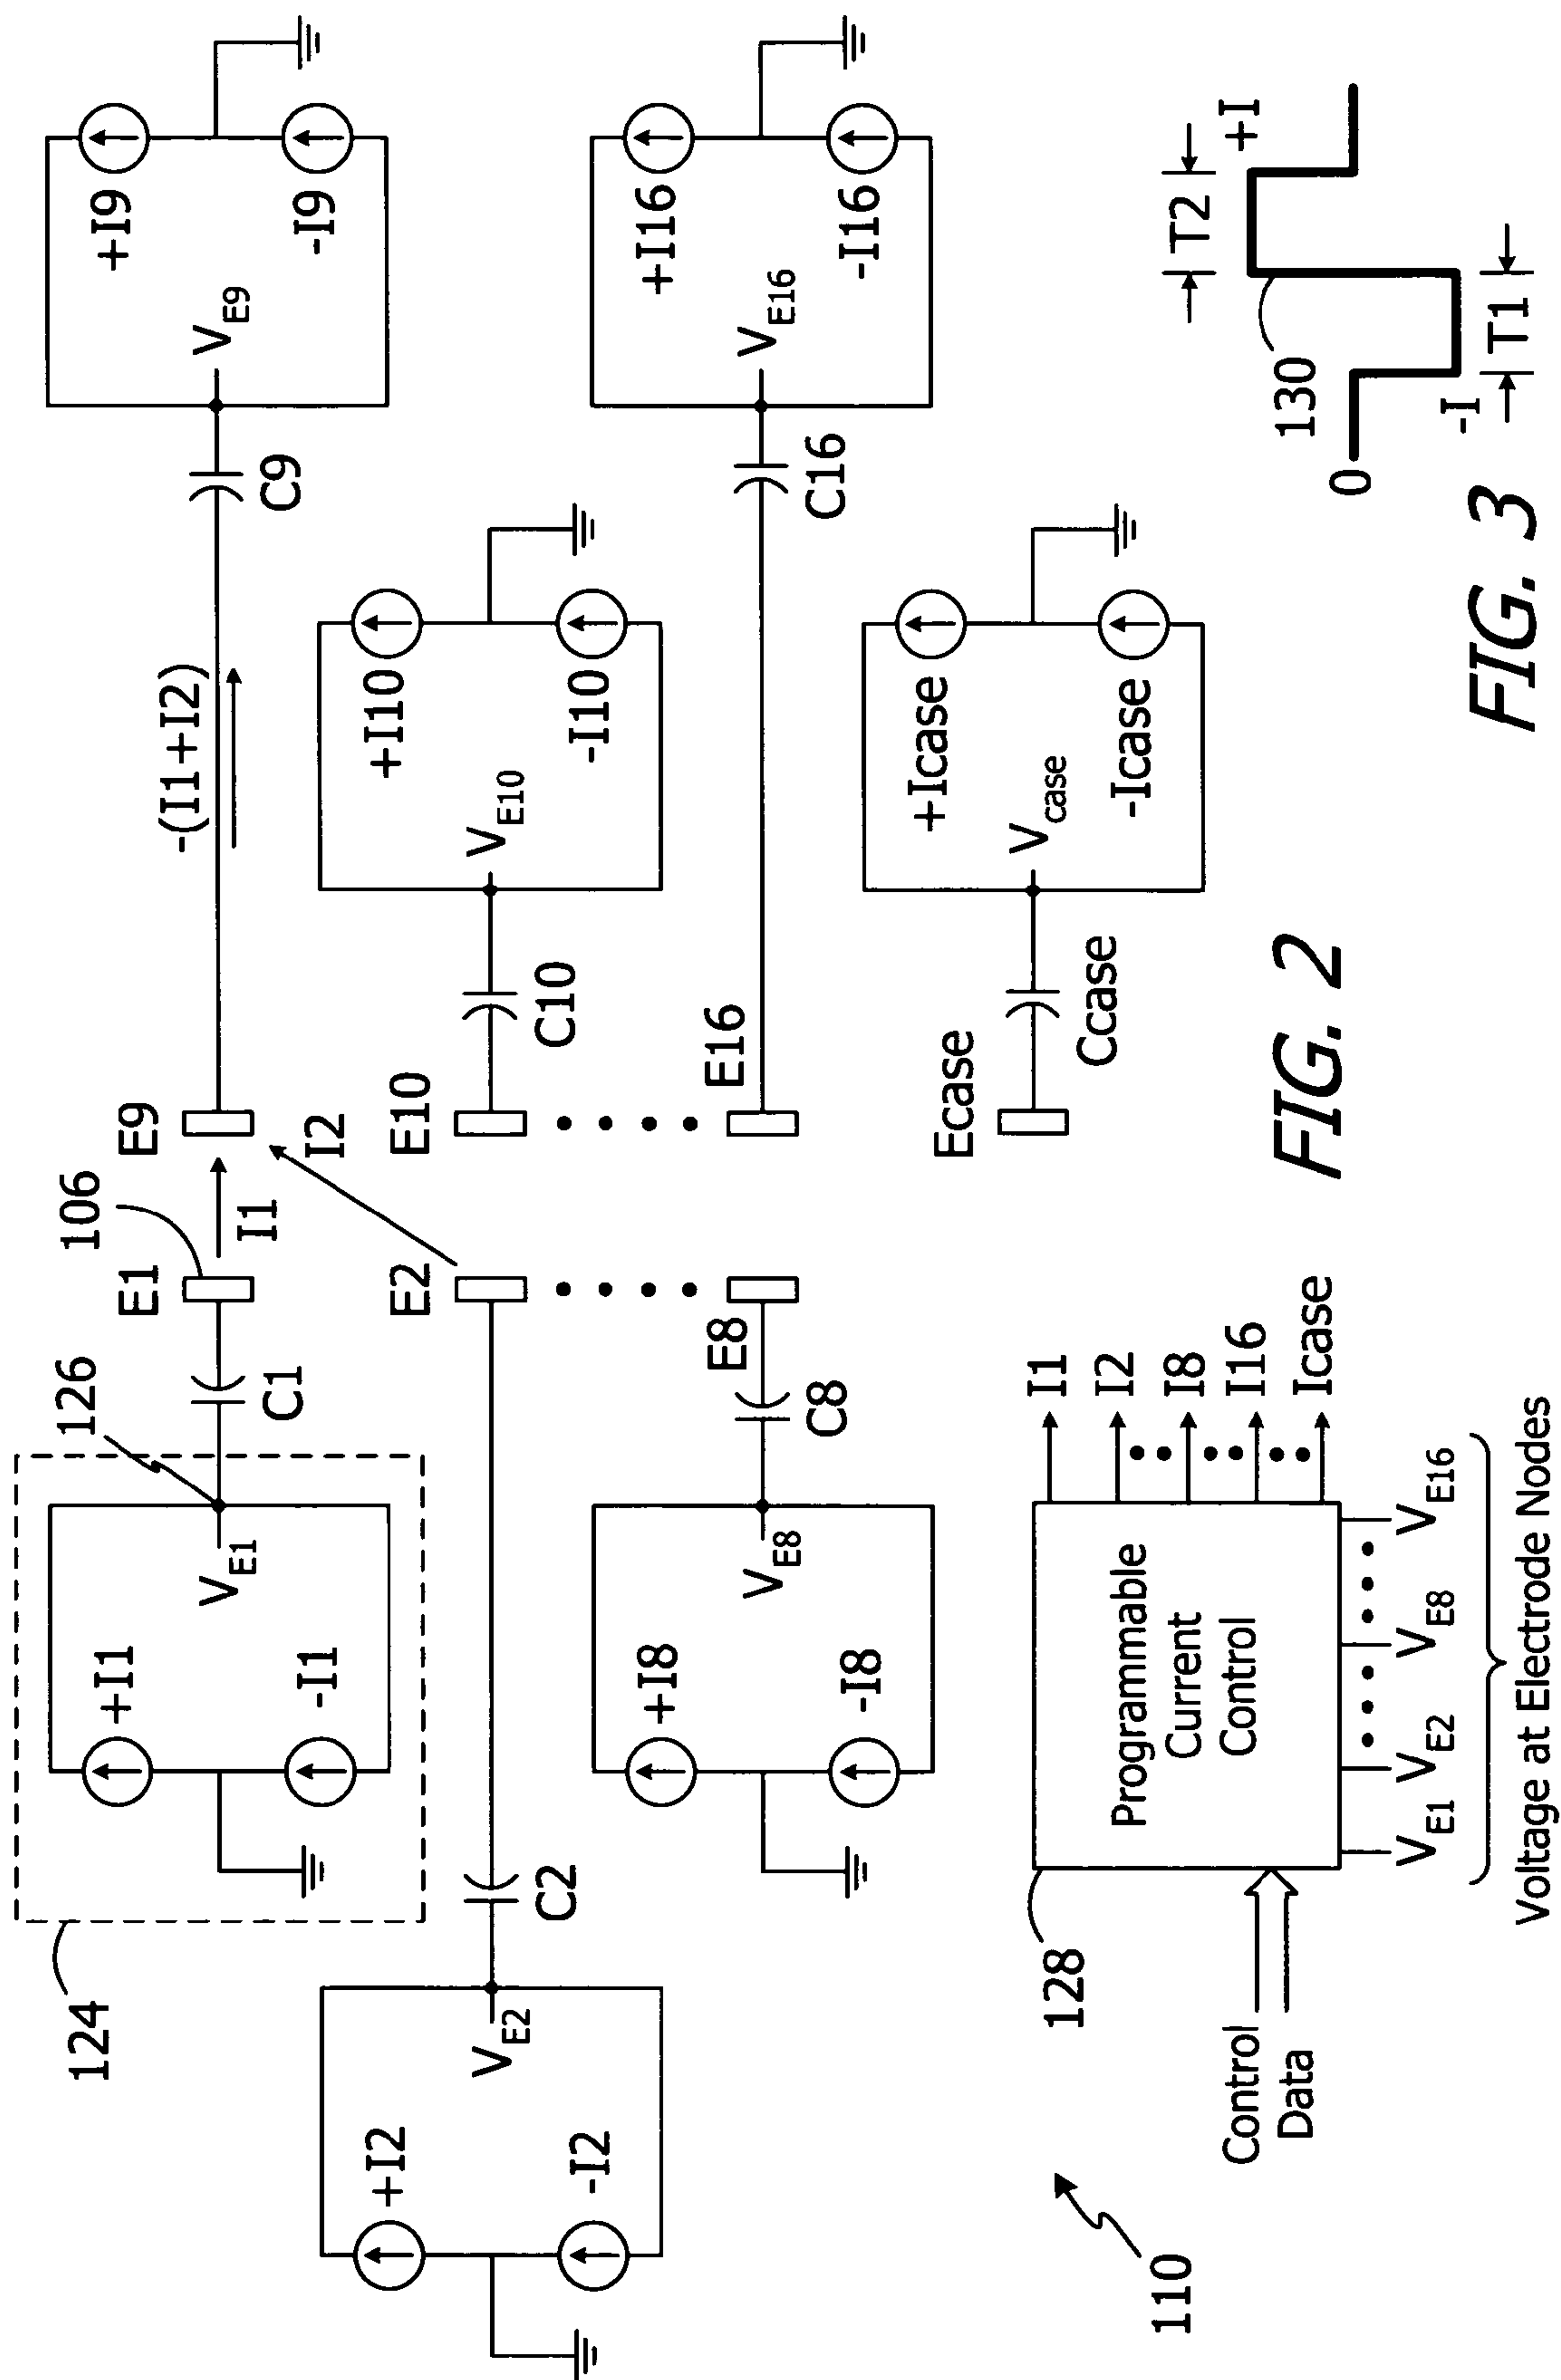 124
+I1
-I1
VE1
126
C1
106
E1
I1
E9
-(I1+I2)
C9
VE9
+I9
-I9
+I2
-I2
VE2
C2
E2
I2
E10
C10
VE10
+I10
-I10
+I8
-I8
VE8
C8
E8
E16
C16
VE16
+I16
-I16
110
Control
Data
128
Programmable
Current
Control
I1
I2
I8
I16
Icase
VE1
VE2
VE8
VE16
Voltage at Electrode Nodes
Ecase
Ccase
Vcase
+Icase
-Icase
FIG. 2
0
-I
130
T1
T2
+I
FIG. 3